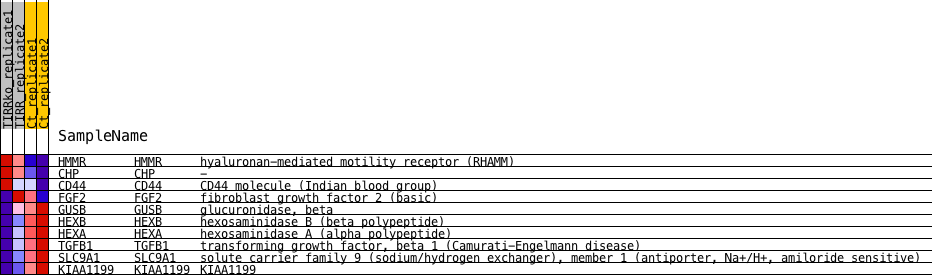 TIRRko_replicate1
TIRR_replicate2
Ct_replicate1
Ct_replicate2
SampleName
HMMR HMMR hyaluronan-mediated motility receptor (RHAMM)
CHP CHP -
CD44 CD44 CD44 molecule (Indian blood group)
FGF2 FGF2 fibroblast growth factor 2 (basic)
GUSB GUSB glucuronidase, beta
HEXB HEXB hexosaminidase B (beta polypeptide)
HEXA HEXA hexosaminidase A (alpha polypeptide)
TGFB1 TGFB1 transforming growth factor, beta 1 (Camurati-Engelmann disease)
SLC9A1 SLC9A1 solute carrier family 9 (sodium/hydrogen exchanger), member 1 (antiporter, Na+/H+, amiloride sensitive)
KIAA1199 KIAA1199 KIAA1199